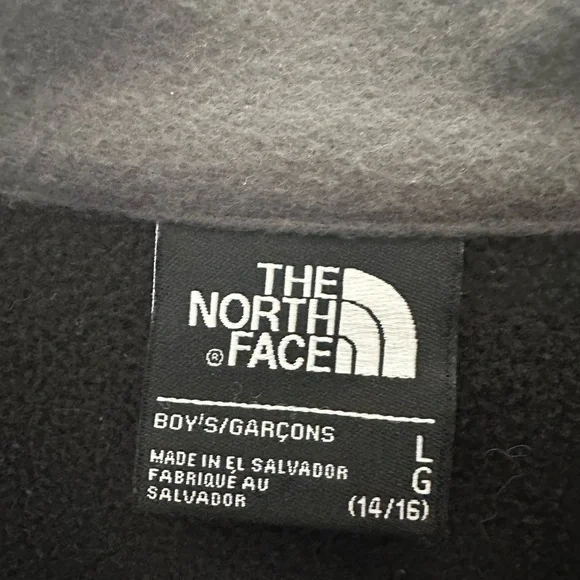 THE
NORTH
® FACE
BOY'S/GARÇONS
L
G
(14/16)
MADE IN EL SALVADOR
FABRIQUÉ AU
SALVADOR